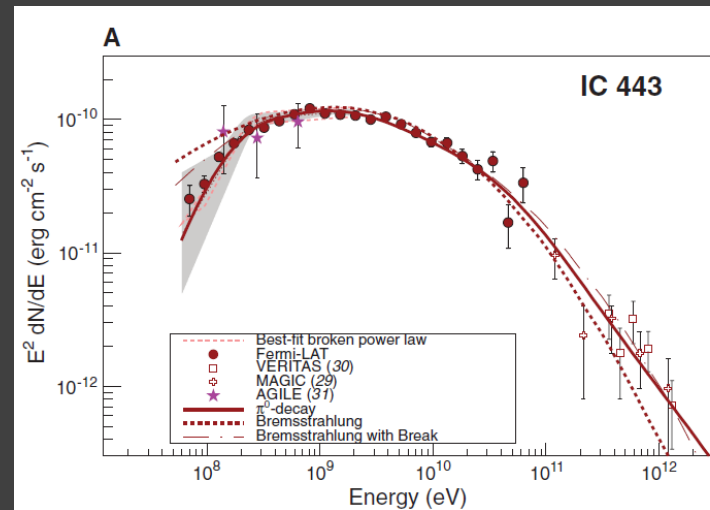 A
IC 443
E² dN/dE (erg cm⁻² s⁻¹)
10⁻¹⁰
10⁻¹¹
10⁻¹²
Best-fit broken power law
Fermi-LAT
VERITAS (30)
MAGIC (29)
AGILE (31)
π⁰-decay
Bremsstrahlung
Bremsstrahlung with Break
10⁸ 10⁹ 10¹⁰ 10¹¹ 10¹²
Energy (eV)